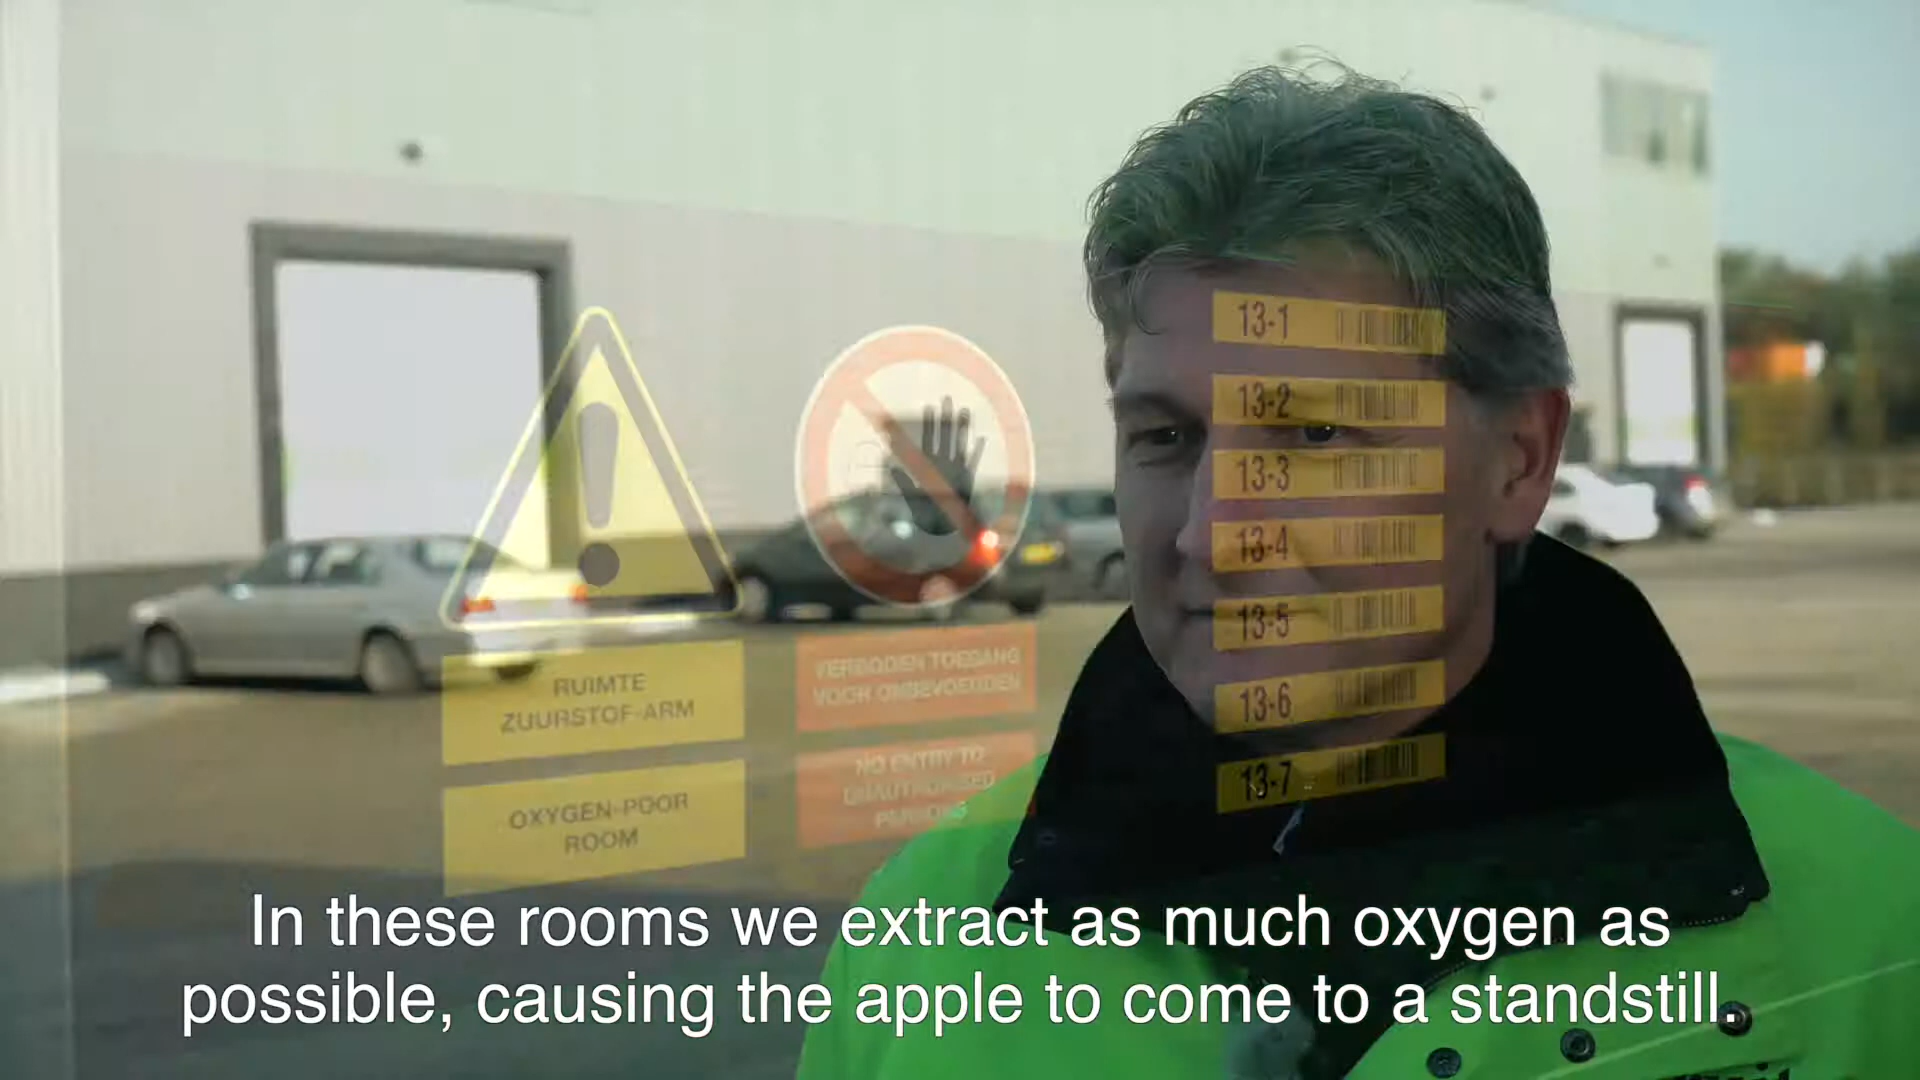 RUIMTE
ZUURSTOF-ARM
OXYGEN-POOR
ROOM
VERBODEN TOEGANG
VOOR ONBEVOEGDEN
NO ENTRY TO
UNAUTHORISED
PERSONS
13-1
13-2
13-3
13-4
13-5
13-6
13-7
In these rooms we extract as much oxygen as
possible, causing the apple to come to a standstill.